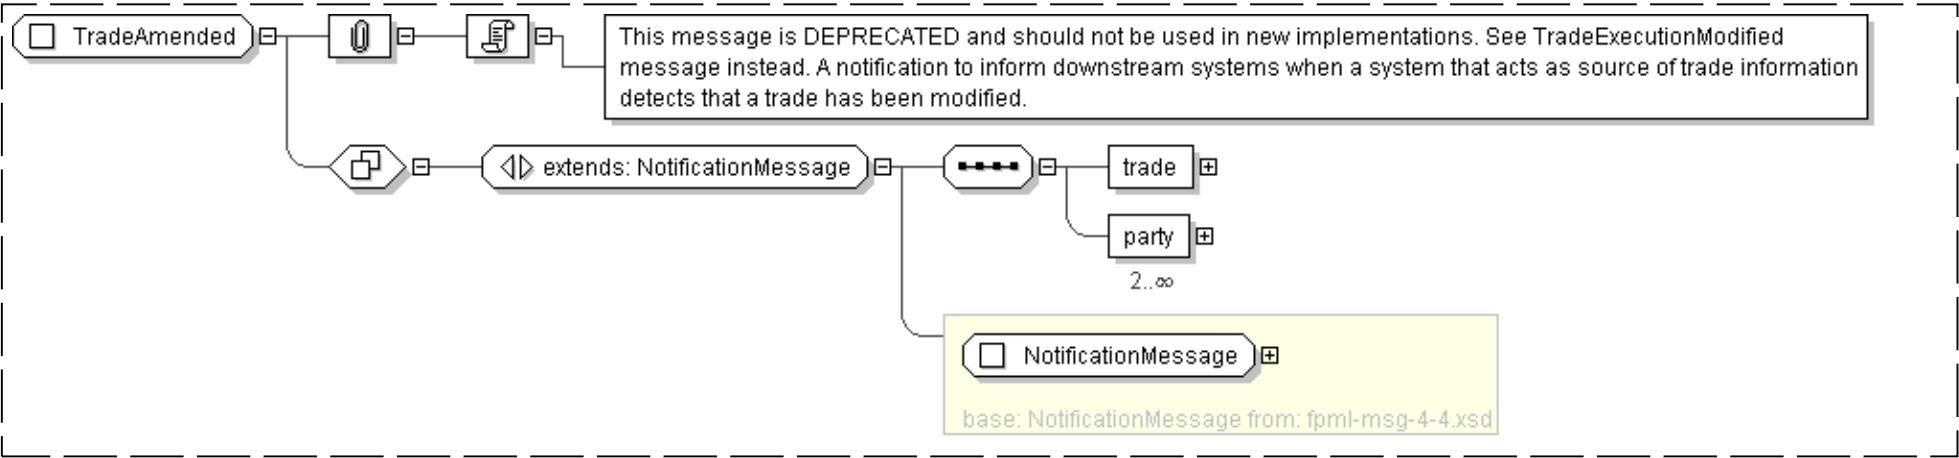 TradeAmended
This message is DEPRECATED and should not be used in new implementations. See TradeExecutionModified
message instead. A notification to inform downstream systems when a system that acts as source of trade information
detects that a trade has been modified.
extends: NotificationMessage
trade
party
2..∞
NotificationMessage
base: NotificationMessage from: fpml-msg-4-4.xsd